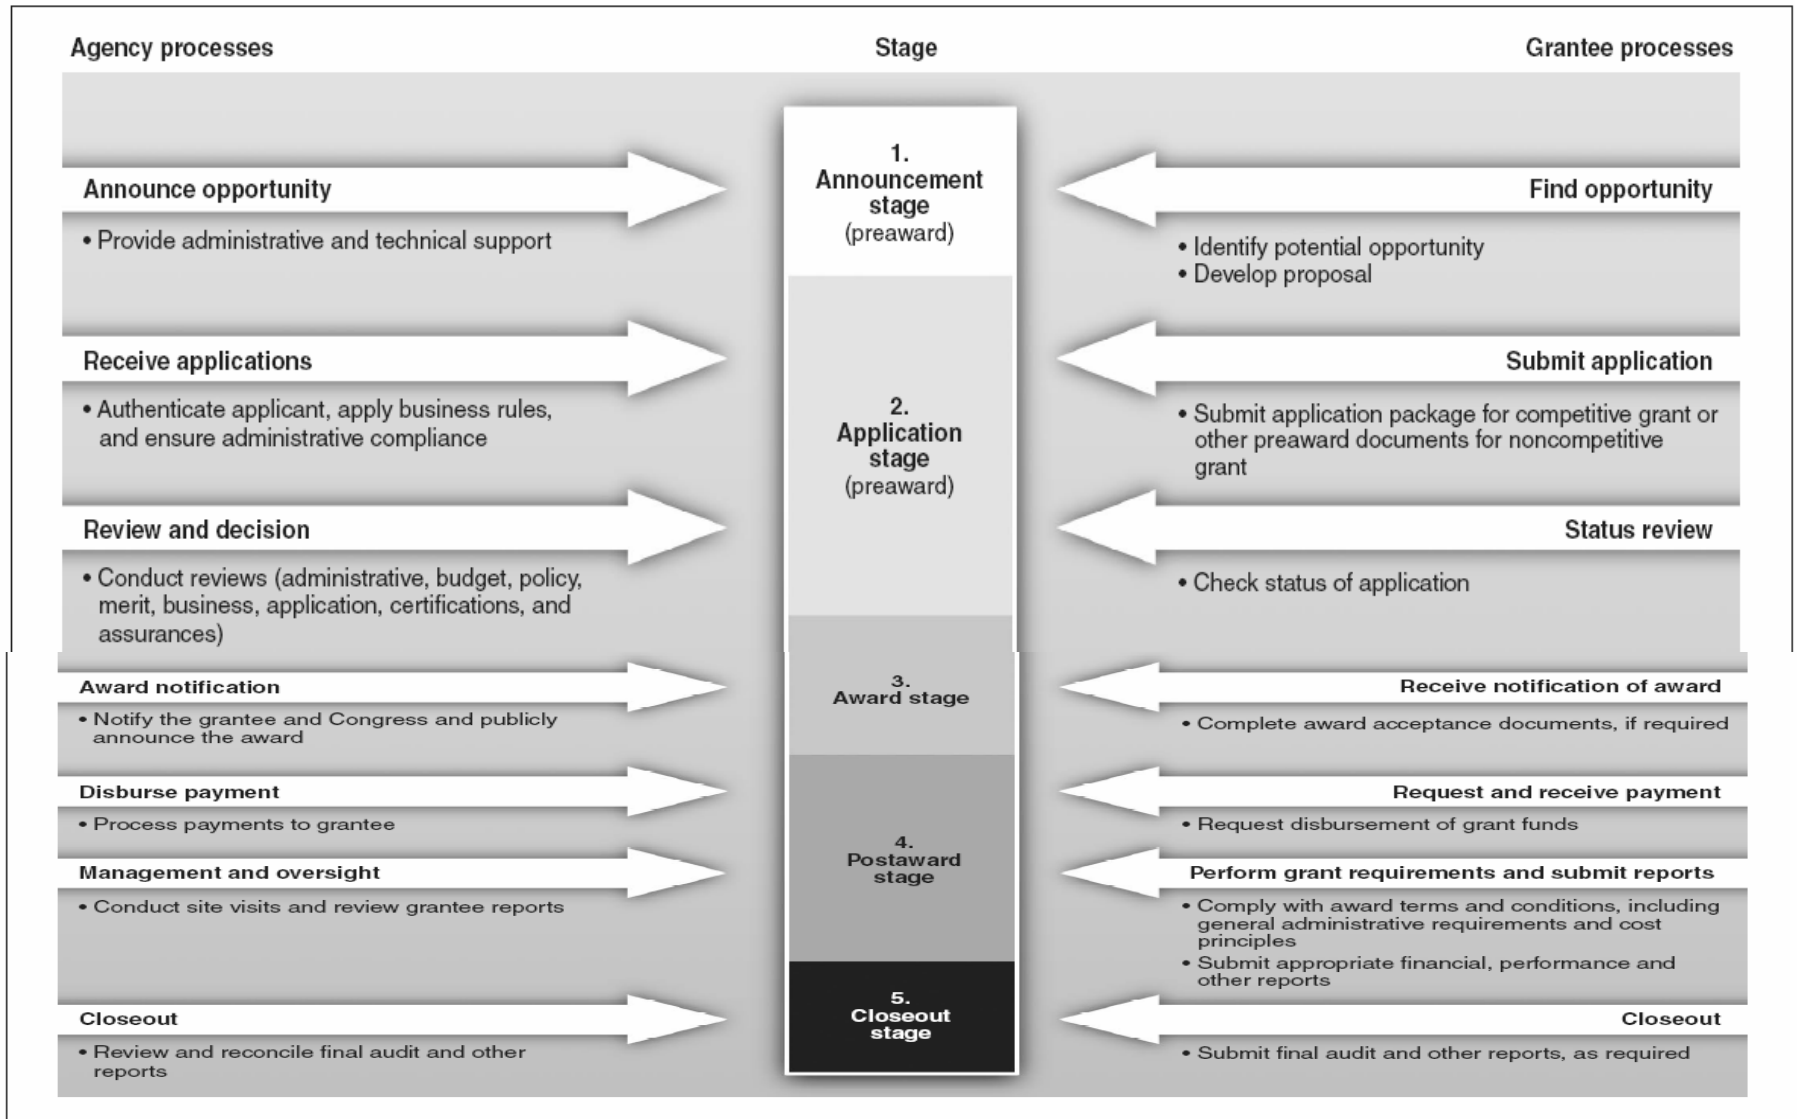 Agency processes
Stage
Grantee processes
1.
Announcement
stage
(preaward)
Announce opportunity
• Provide administrative and technical support
Find opportunity
• Identify potential opportunity
• Develop proposal
2.
Application
stage
(preaward)
Receive applications
• Authenticate applicant, apply business rules,
and ensure administrative compliance
Submit application
• Submit application package for competitive grant or
other preaward documents for noncompetitive
grant
Review and decision
• Conduct reviews (administrative, budget, policy,
merit, business, application, certifications, and
assurances)
Status review
• Check status of application
3.
Award stage
Award notification
• Notify the grantee and Congress and publicly
announce the award
Receive notification of award
• Complete award acceptance documents, if required
4.
Postaward
stage
Disburse payment
• Process payments to grantee
Request and receive payment
• Request disbursement of grant funds
Management and oversight
• Conduct site visits and review grantee reports
Perform grant requirements and submit reports
• Comply with award terms and conditions, including
general administrative requirements and cost
principles
• Submit appropriate financial, performance and
other reports
5.
Closeout
stage
Closeout
• Review and reconcile final audit and other
reports
Closeout
• Submit final audit and other reports, as required